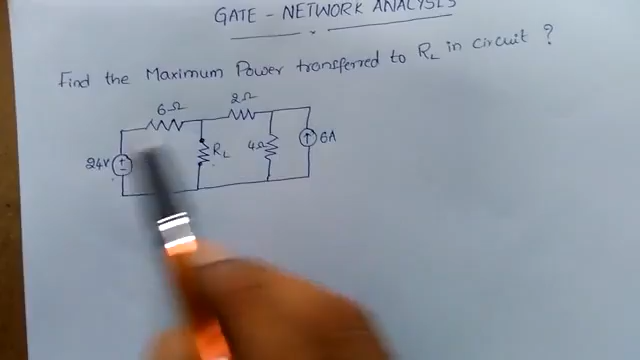 GATE - NETWORK ANALYSIS
Find the Maximum Power transferred to RL in circuit ?
6Ω
2Ω
24V
RL
4Ω
6A